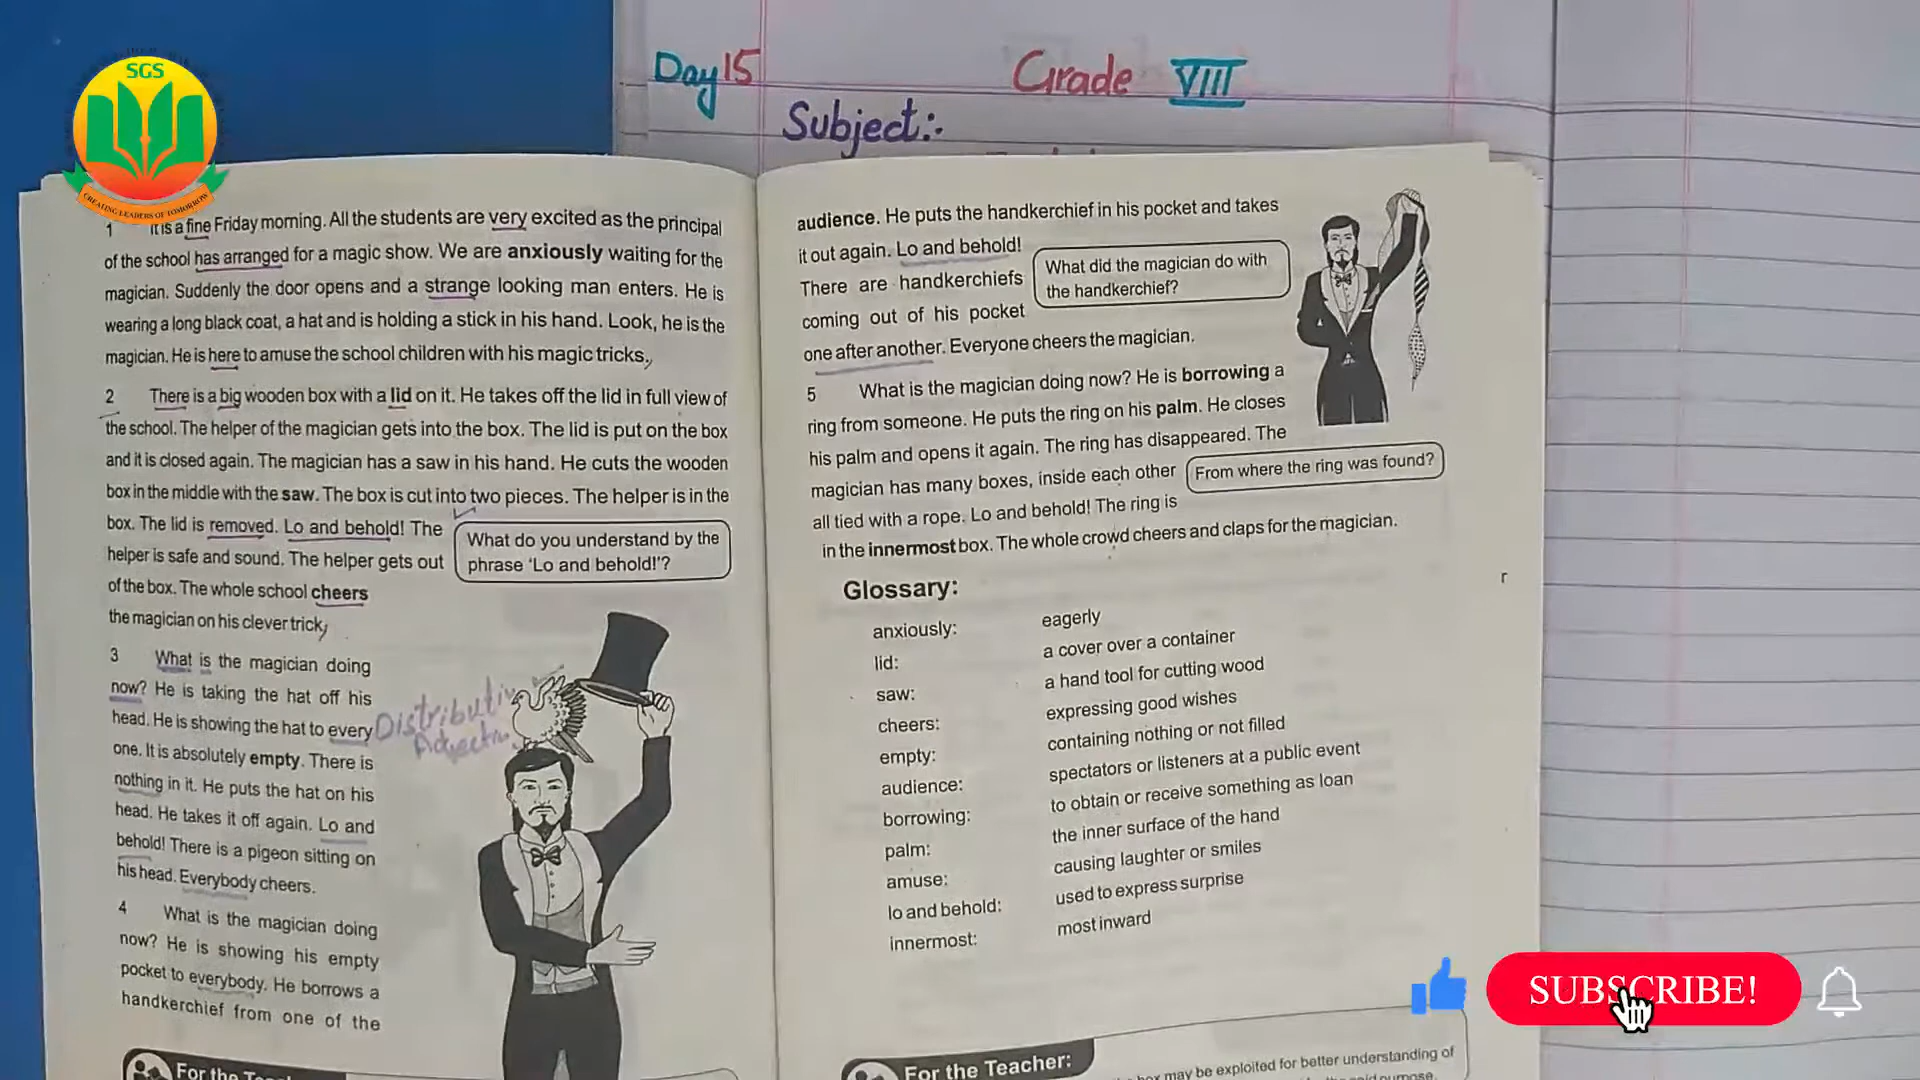 SGS
CREATING LEADERS OF TOMORROW
Day 15
Grade VIII
Subject:-
1 It is a fine Friday morning. All the students are very excited as the principal
of the school has arranged for a magic show. We are anxiously waiting for the
magician. Suddenly the door opens and a strange looking man enters. He is
wearing a long black coat, a hat and is holding a stick in his hand. Look, he is the
magician. He is here to amuse the school children with his magic tricks.
2 There is a big wooden box with a lid on it. He takes off the lid in full view of
the school. The helper of the magician gets into the box. The lid is put on the box
and it is closed again. The magician has a saw in his hand. He cuts the wooden
box in the middle with the saw. The box is cut into two pieces. The helper is in the
box. The lid is removed. Lo and behold! The
helper is safe and sound. The helper gets out
of the box. The whole school cheers
the magician on his clever trick.
What do you understand by the
phrase 'Lo and behold!'?
3 What is the magician doing
now? He is taking the hat off his
head. He is showing the hat to every
one. It is absolutely empty. There is
nothing in it. He puts the hat on his
head. He takes it off again. Lo and
behold! There is a pigeon sitting on
his head. Everybody cheers.
4 What is the magician doing
now? He is showing his empty
pocket to everybody. He borrows a
handkerchief from one of the
For the
audience. He puts the handkerchief in his pocket and takes
it out again. Lo and behold!
There are handkerchiefs
coming out of his pocket
one after another. Everyone cheers the magician.
What did the magician do with
the handkerchief?
5 What is the magician doing now? He is borrowing a
ring from someone. He puts the ring on his palm. He closes
his palm and opens it again. The ring has disappeared. The
magician has many boxes, inside each other
all tied with a rope. Lo and behold! The ring is
in the innermost box. The whole crowd cheers and claps for the magician.
From where the ring was found?
Glossary:
anxiously: eagerly
lid: a cover over a container
saw: a hand tool for cutting wood
cheers: expressing good wishes
empty: containing nothing or not filled
audience: spectators or listeners at a public event
borrowing: to obtain or receive something as loan
palm: the inner surface of the hand
amuse: causing laughter or smiles
lo and behold: used to express surprise
innermost: most inward
r
For the Teacher:
may be exploited for better understanding of
SUBSCRIBE!